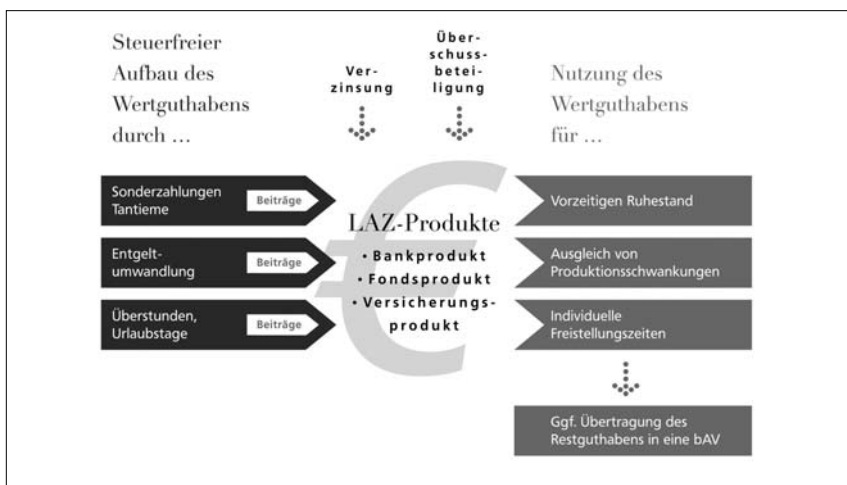 Steuerfreier
Aufbau des
Wertguthabens
durch ...
Ver-
zinsung
Über-
schuss-
betei-
ligung
Nutzung des
Wertguthabens
für ...
Sonderzahlungen
Tantieme
Beiträge
Entgelt-
umwandlung
Beiträge
Überstunden,
Urlaubstage
Beiträge
€
LAZ-Produkte
• Bankprodukt
• Fondsprodukt
• Versicherungs-
produkt
Vorzeitigen Ruhestand
Ausgleich von
Produktionsschwankungen
Individuelle
Freistellungszeiten
Ggf. Übertragung des
Restguthabens in eine bAV